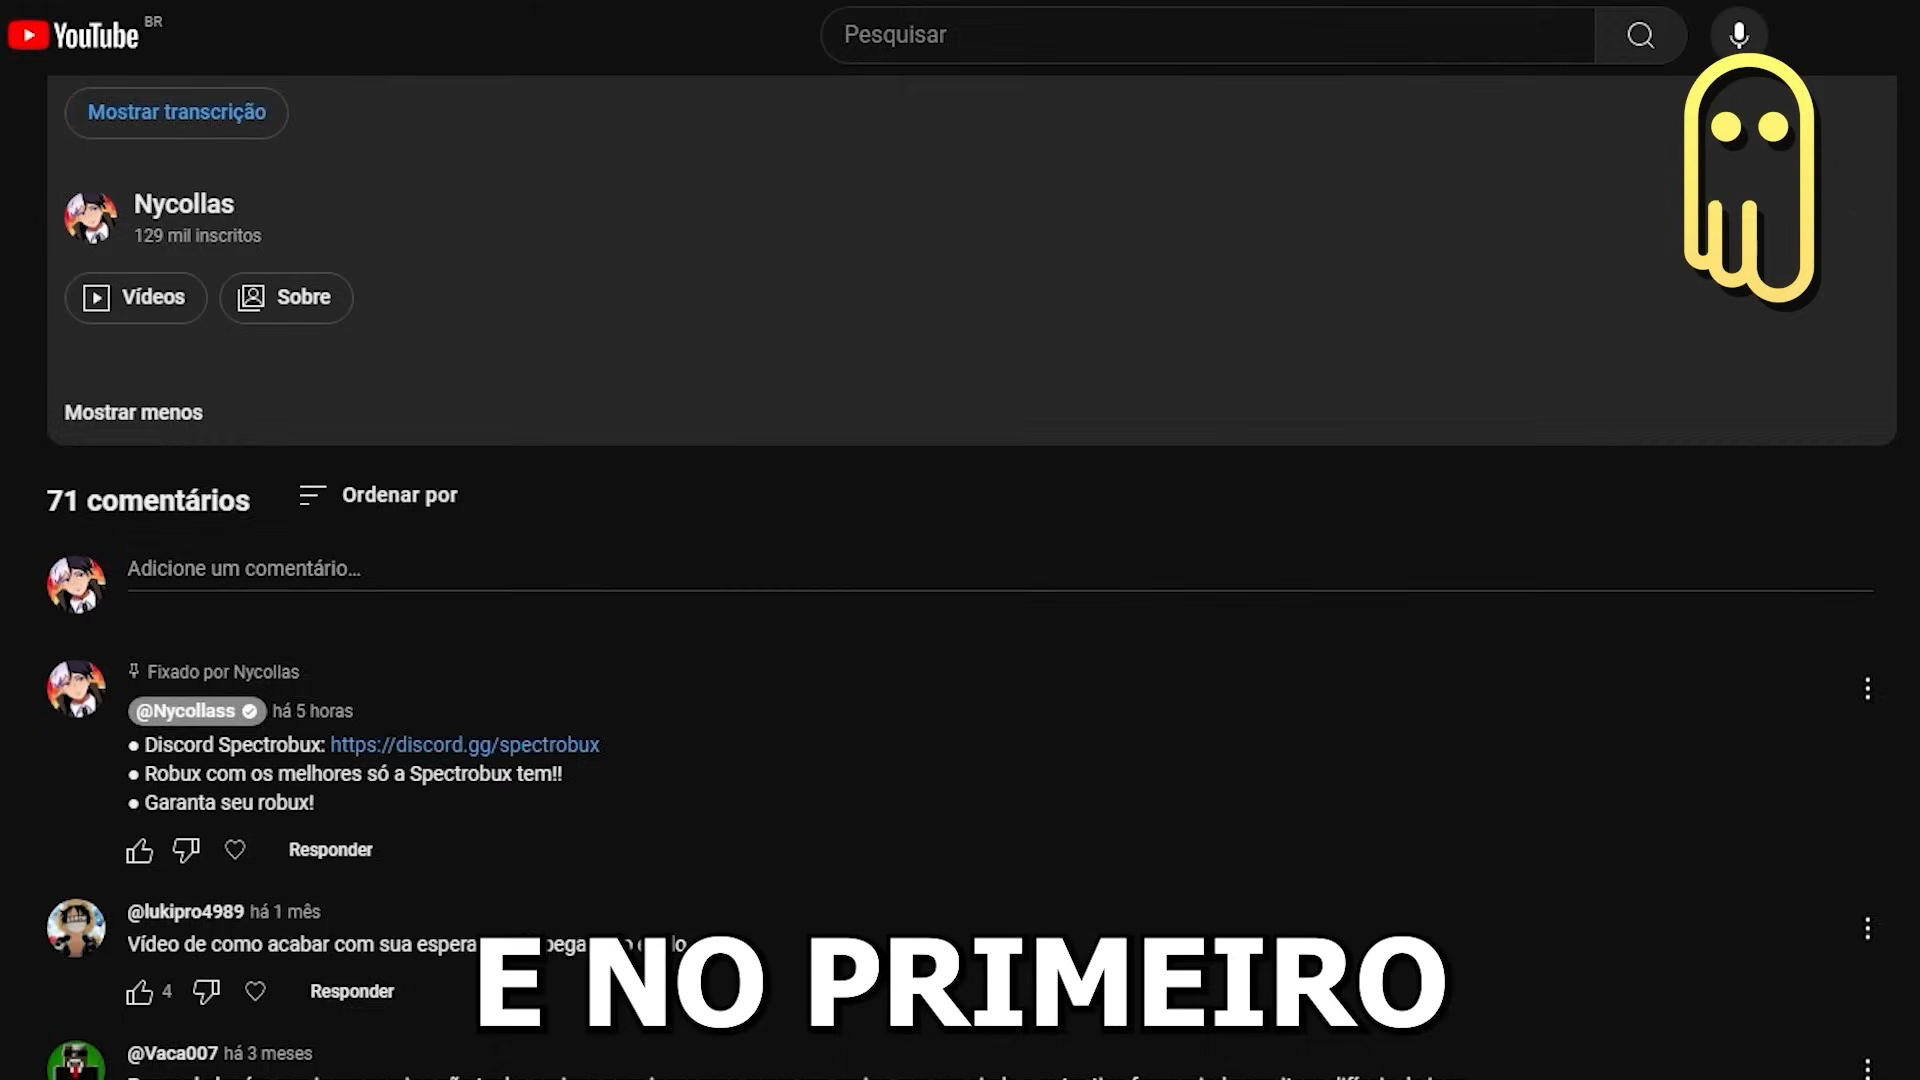 YouTube BR
Pesquisar
Mostrar transcrição
Nycollas
129 mil inscritos
Vídeos
Sobre
Mostrar menos
71 comentários
Ordenar por
Adicione um comentário...
Fixado por Nycollas
@Nycollass há 5 horas
● Discord Spectrobux: https://discord.gg/spectrobux
● Robux com os melhores só a Spectrobux tem!!
● Garanta seu robux!
Responder
@lukipro4989 há 1 mês
Vídeo de como acabar com sua espera
4
Responder
E NO PRIMEIRO
@Vaca007 há 3 meses